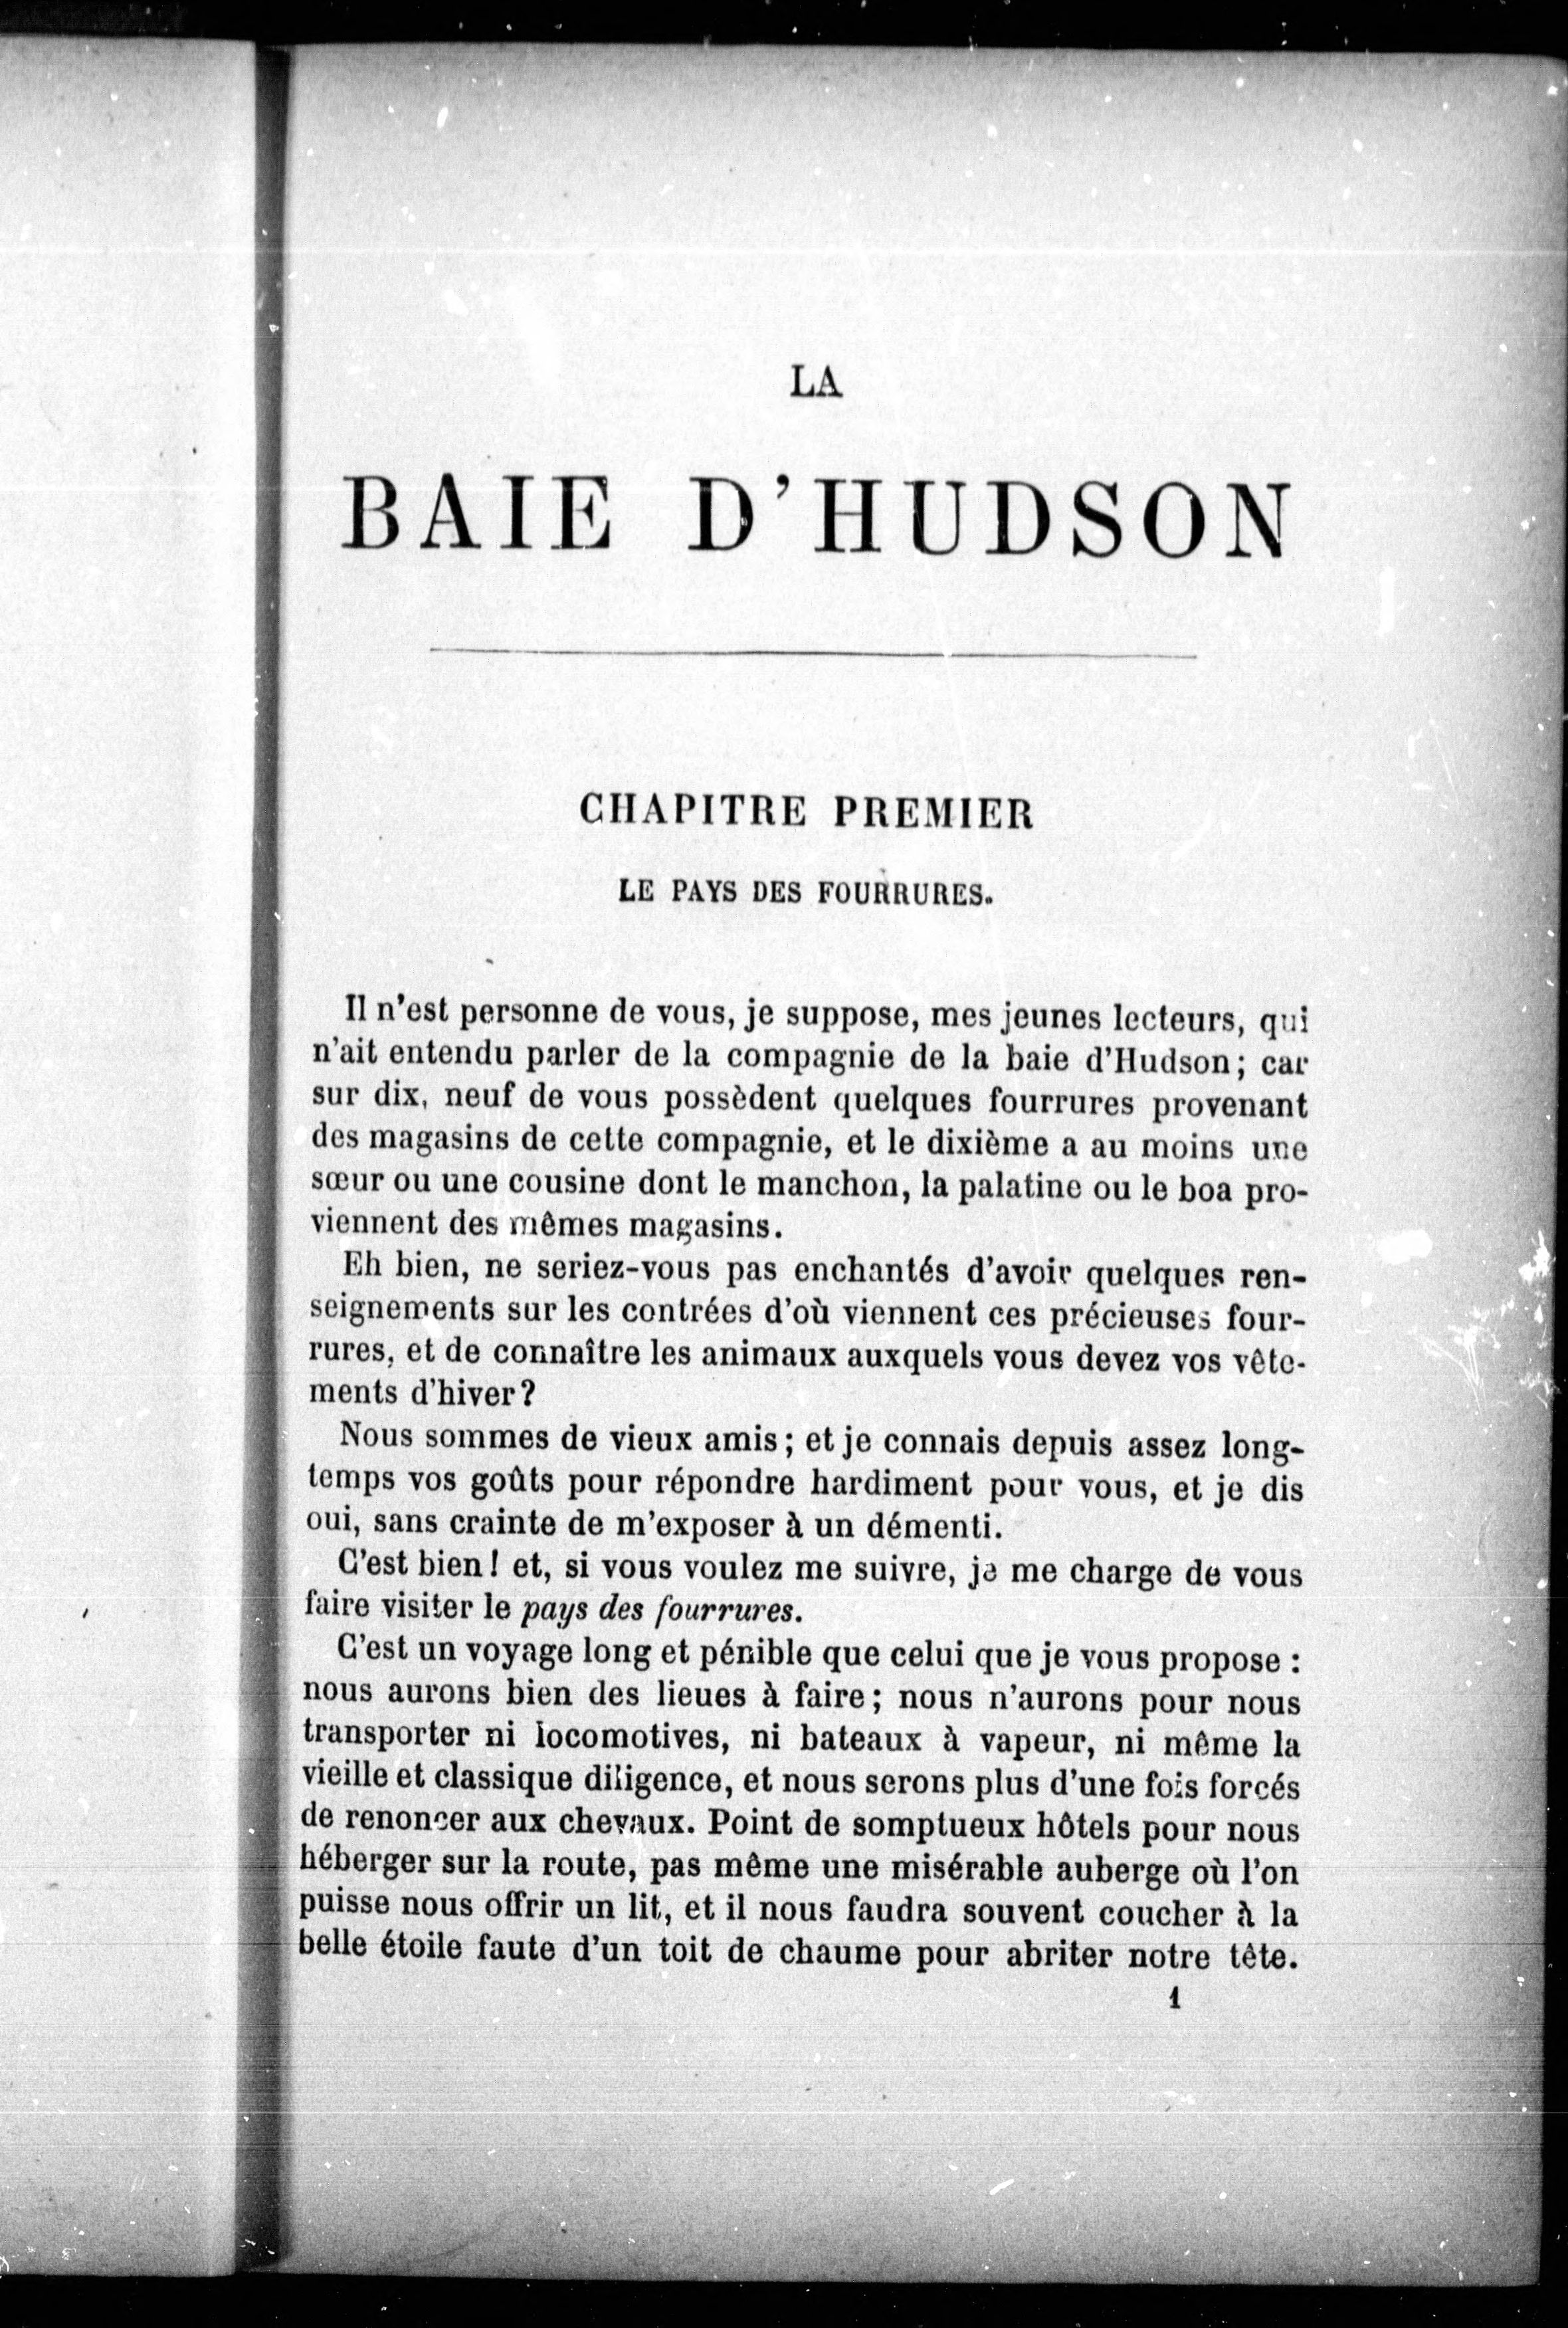 LA
BAIE D'HUDSON
CHAPITRE PREMIER
LE PAYS DES FOURRURES.
Il n'est personne de vous, je suppose, mes jeunes lecteurs, qui
n'ait entendu parler de la compagnie de la baie d'Hudson; car
sur dix, neuf de vous possèdent quelques fourrures provenant
des magasins de cette compagnie, et le dixième a au moins une
sœur ou une cousine dont le manchon, la palatine ou le boa pro-
viennent des mêmes magasins.
Eh bien, ne seriez-vous pas enchantés d'avoir quelques ren-
seignements sur les contrées d'où viennent ces précieuses four-
rures, et de connaître les animaux auxquels vous devez vos vête-
ments d'hiver?
Nous sommes de vieux amis; et je connais depuis assez long-
temps vos goûts pour répondre hardiment pour vous, et je dis
oui, sans crainte de m'exposer à un démenti.
C'est bien! et, si vous voulez me suivre, je me charge de vous
faire visiter le pays des fourrures.
C'est un voyage long et pénible que celui que je vous propose :
nous aurons bien des lieues à faire; nous n'aurons pour nous
transporter ni locomotives, ni bateaux à vapeur, ni même la
vieille et classique diligence, et nous serons plus d'une fois forcés
de renoncer aux chevaux. Point de somptueux hôtels pour nous
héberger sur la route, pas même une misérable auberge où l'on
puisse nous offrir un lit, et il nous faudra souvent coucher à la
belle étoile faute d'un toit de chaume pour abriter notre tête.
1